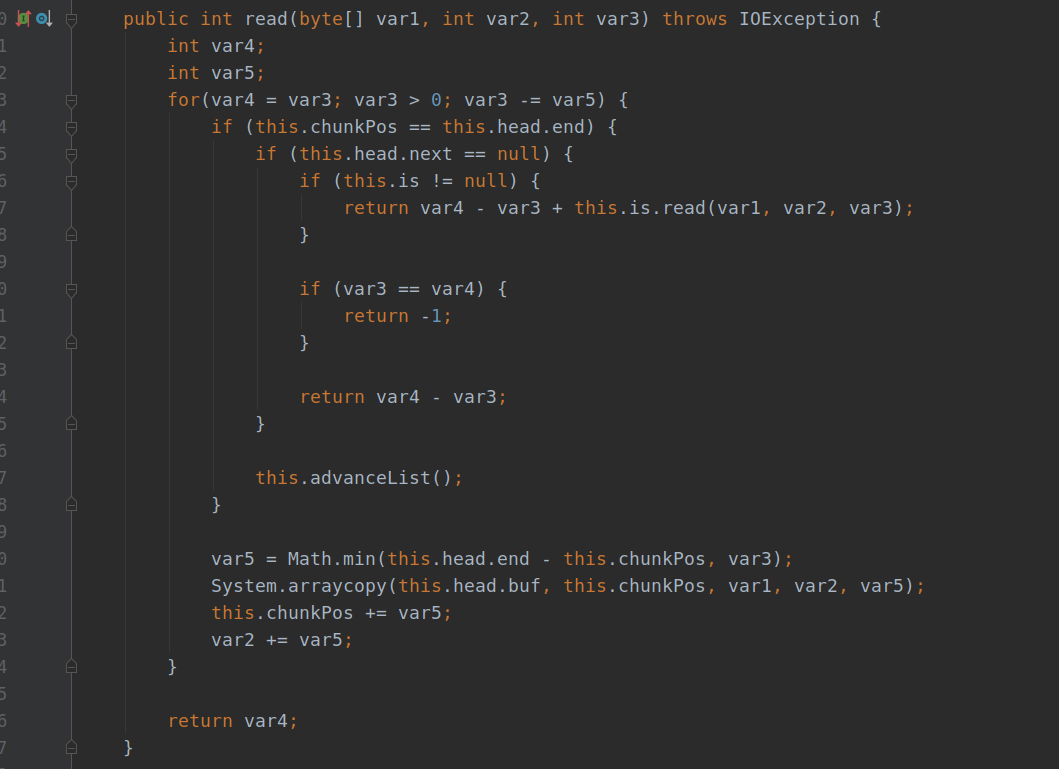 0 public int read(byte[] var1, int var2, int var3) throws IOException {
1 int var4;
2 int var5;
3 for(var4 = var3; var3 > 0; var3 -= var5) {
4 if (this.chunkPos == this.head.end) {
5 if (this.head.next == null) {
6 if (this.is != null) {
7 return var4 - var3 + this.is.read(var1, var2, var3);
8 }
9
0 if (var3 == var4) {
1 return -1;
2 }
3
4 return var4 - var3;
5 }
6
7 this.advanceList();
8 }
9
0 var5 = Math.min(this.head.end - this.chunkPos, var3);
1 System.arraycopy(this.head.buf, this.chunkPos, var1, var2, var5);
2 this.chunkPos += var5;
3 var2 += var5;
4 }
5
6 return var4;
7 }